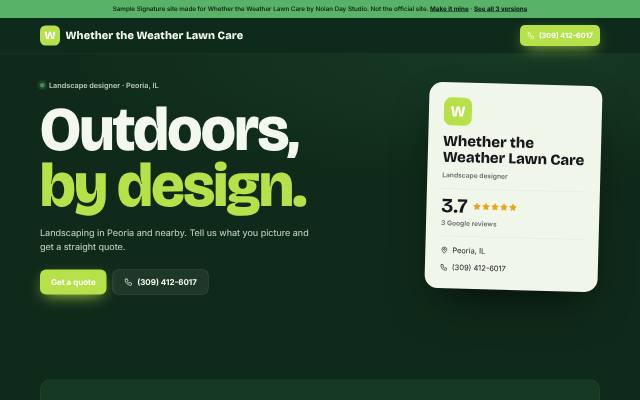 Sample Signature site made for Whether the Weather Lawn Care by Nolan Day Studio. Not the official site. Make it mine · See all 3 versions
W Whether the Weather Lawn Care
(309) 412-6017
Landscape designer · Peoria, IL
Outdoors,
by design.
Landscaping in Peoria and nearby. Tell us what you picture and
get a straight quote.
Get a quote
(309) 412-6017
W
Whether the
Weather Lawn Care
Landscape designer
3.7 ★★★★★
3 Google reviews
Peoria, IL
(309) 412-6017